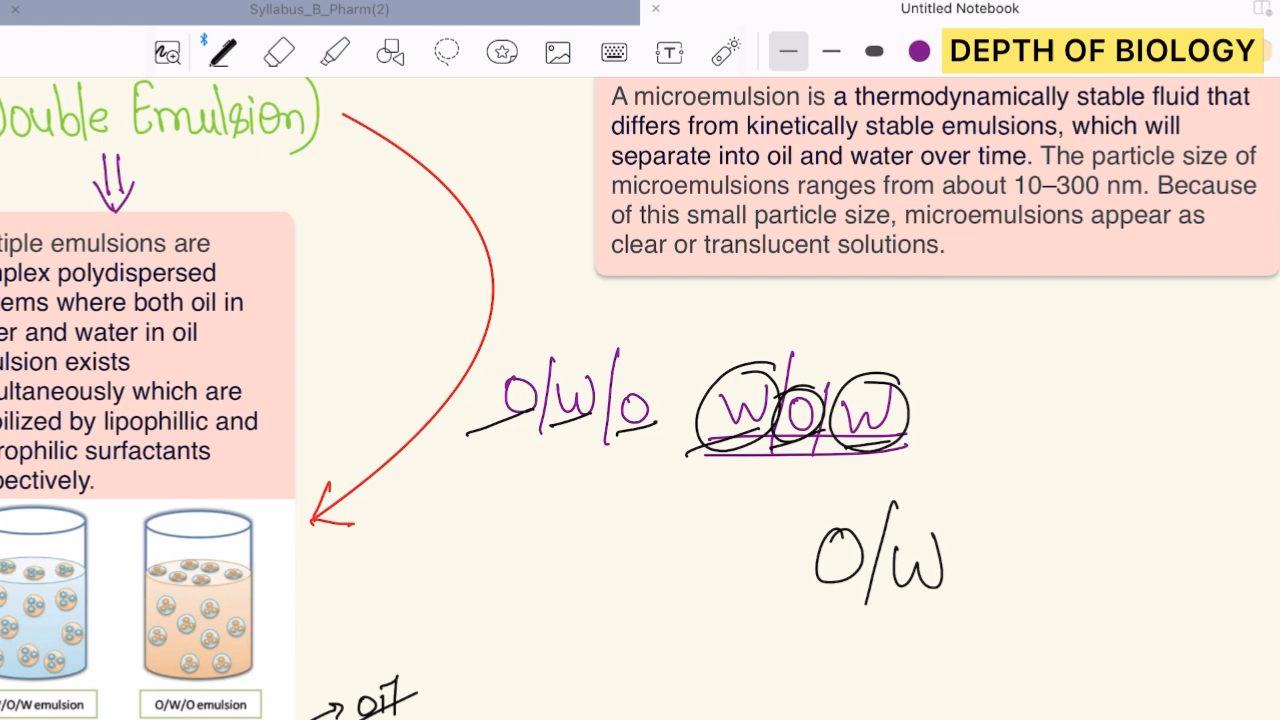 Syllabus_B_Pharm(2)
Untitled Notebook
DEPTH OF BIOLOGY
Double Emulsion)
A microemulsion is a thermodynamically stable fluid that
differs from kinetically stable emulsions, which will
separate into oil and water over time. The particle size of
microemulsions ranges from about 10–300 nm. Because
of this small particle size, microemulsions appear as
clear or translucent solutions.
tiple emulsions are
plex polydispersed
ems where both oil in
er and water in oil
ulsion exists
ultaneously which are
ilized by lipophillic and
rophilic surfactants
pectively.
O/W/O W/O/W
O/W
/O/W emulsion
O/W/O emulsion
→ oil